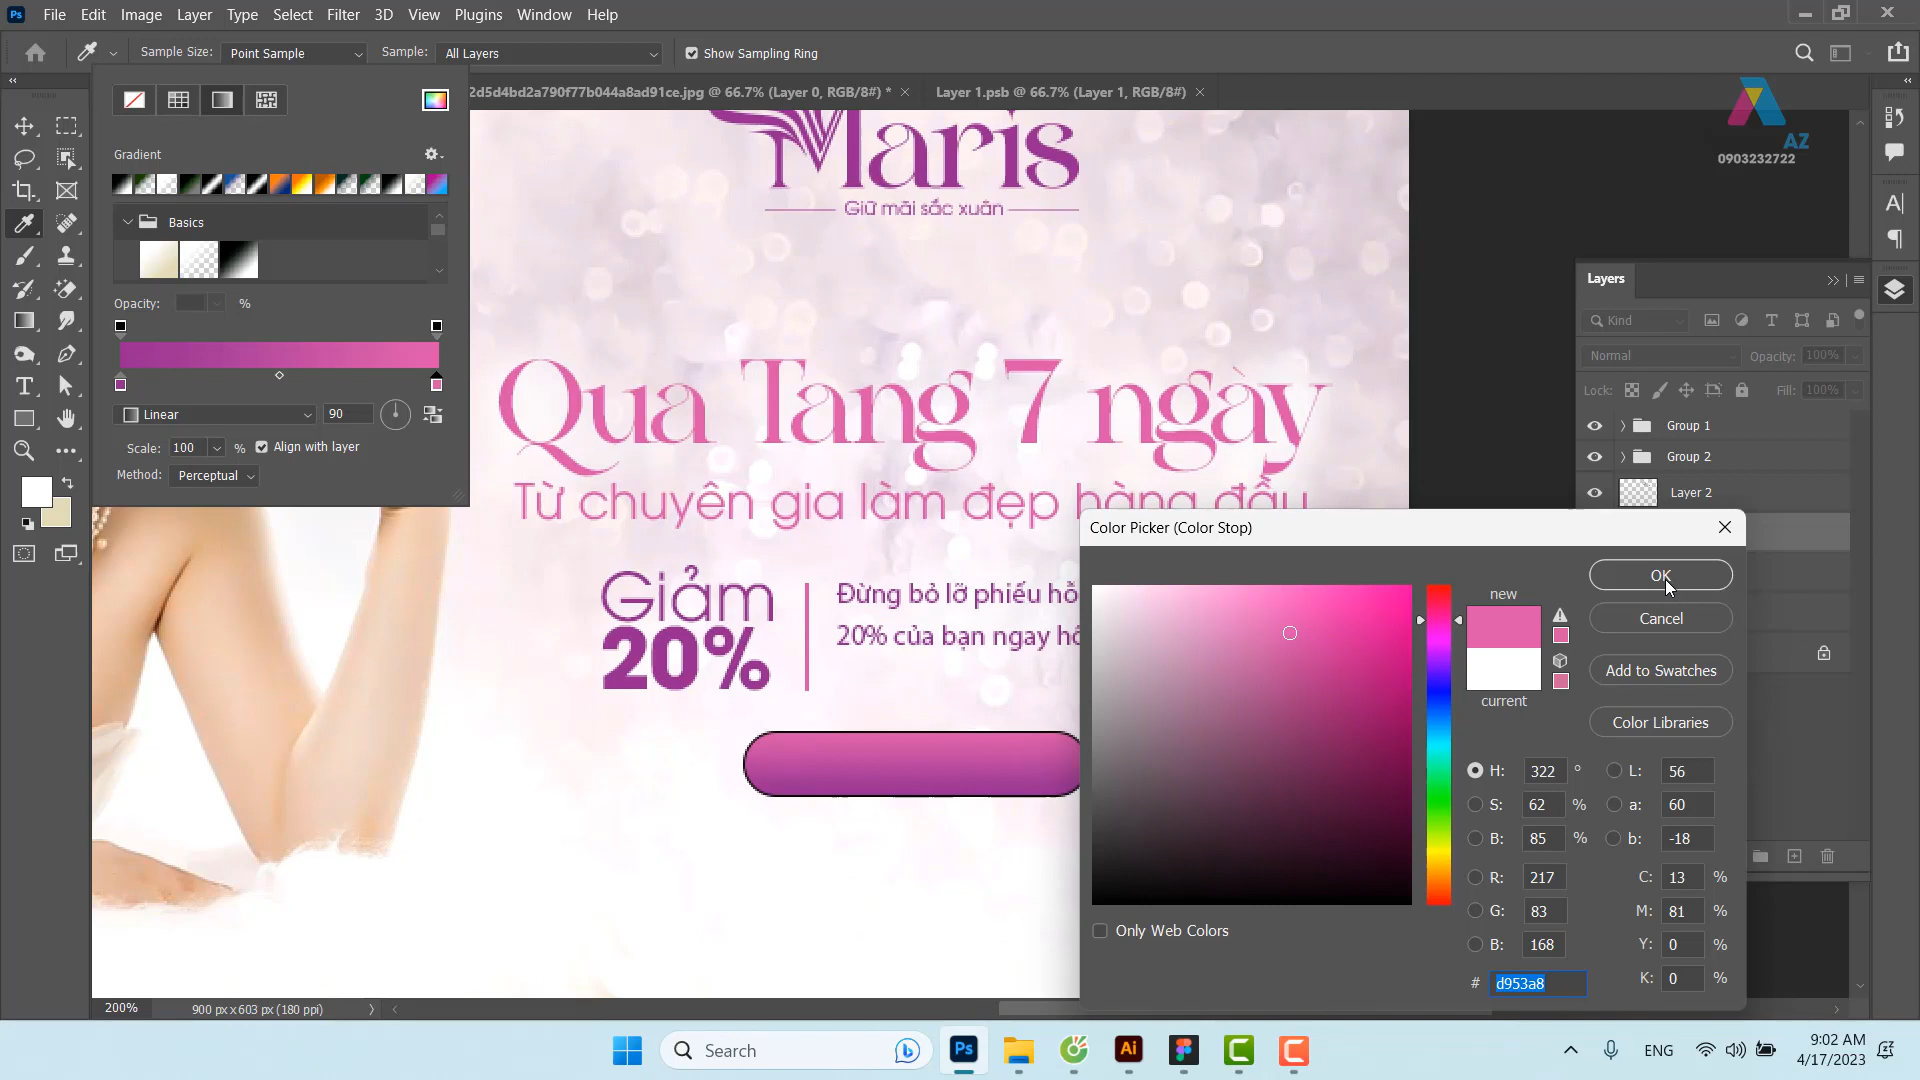 Ps File Edit Image Layer Type Select Filter 3D View Plugins Window Help
Sample Size: Point Sample Sample: All Layers Show Sampling Ring
2d5d4bd2a790f77b044a8ad91ce.jpg @ 66.7% (Layer 0, RGB/8#) * Layer 1.psb @ 66.7% (Layer 1, RGB/8#)
AZ
0903232722
Gradient
Basics
Opacity: %
Linear 90
Scale: 100 % Align with layer
Method: Perceptual
Maris
Giữ mãi sắc xuân
Qua Tang 7 ngày
Từ chuyên gia làm đẹp hàng đầu
Giảm
20%
Đừng bỏ lỡ phiếu
20% của bạn ngay
Layers
Kind
Normal Opacity: 100%
Lock: Fill: 100%
Group 1
Group 2
Layer 2
Color Picker (Color Stop)
new
current
OK
Cancel
Add to Swatches
Color Libraries
H: 322 ° L: 56
S: 62 % a: 60
B: 85 % b: -18
R: 217 C: 13 %
G: 83 M: 81 %
B: 168 Y: 0 %
# d953a8 K: 0 %
Only Web Colors
200% 900 px x 603 px (180 ppi)
Search
Ps
Ai
ENG
9:02 AM
4/17/2023